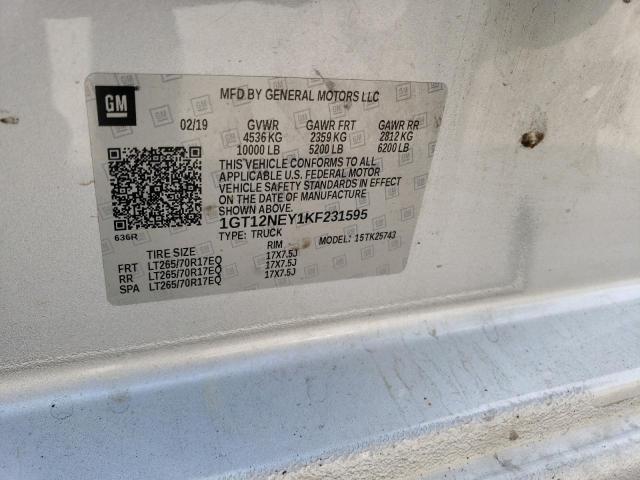 GM
MFD BY GENERAL MOTORS LLC
02/19 GVWR GAWR FRT GAWR RR
4536 KG 2359 KG 2812 KG
10000 LB 5200 LB 6200 LB
THIS VEHICLE CONFORMS TO ALL
APPLICABLE U.S. FEDERAL MOTOR
VEHICLE SAFETY STANDARDS IN EFFECT
ON THE DATE OF MANUFACTURE
SHOWN ABOVE.
1GT12NEY1KF231595
636R TYPE: TRUCK 15TK25743
TIRE SIZE RIM
FRT LT265/70R17EQ 17X7.5J
RR LT265/70R17EQ 17X7.5J
SPA LT265/70R17EQ 17X7.5J